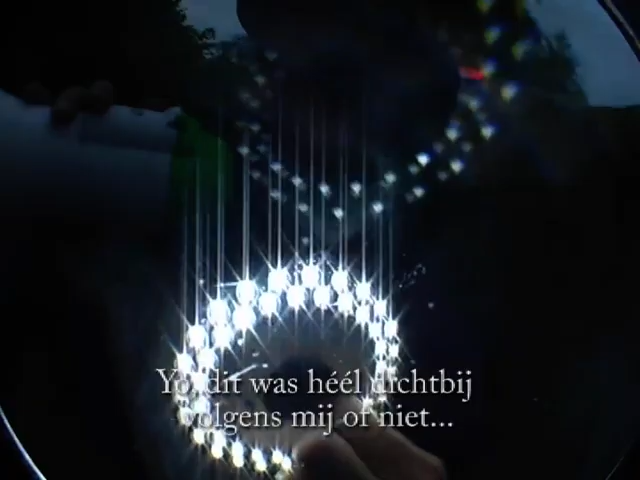 Yo, dit was héél dichtbij
volgens mij of niet...